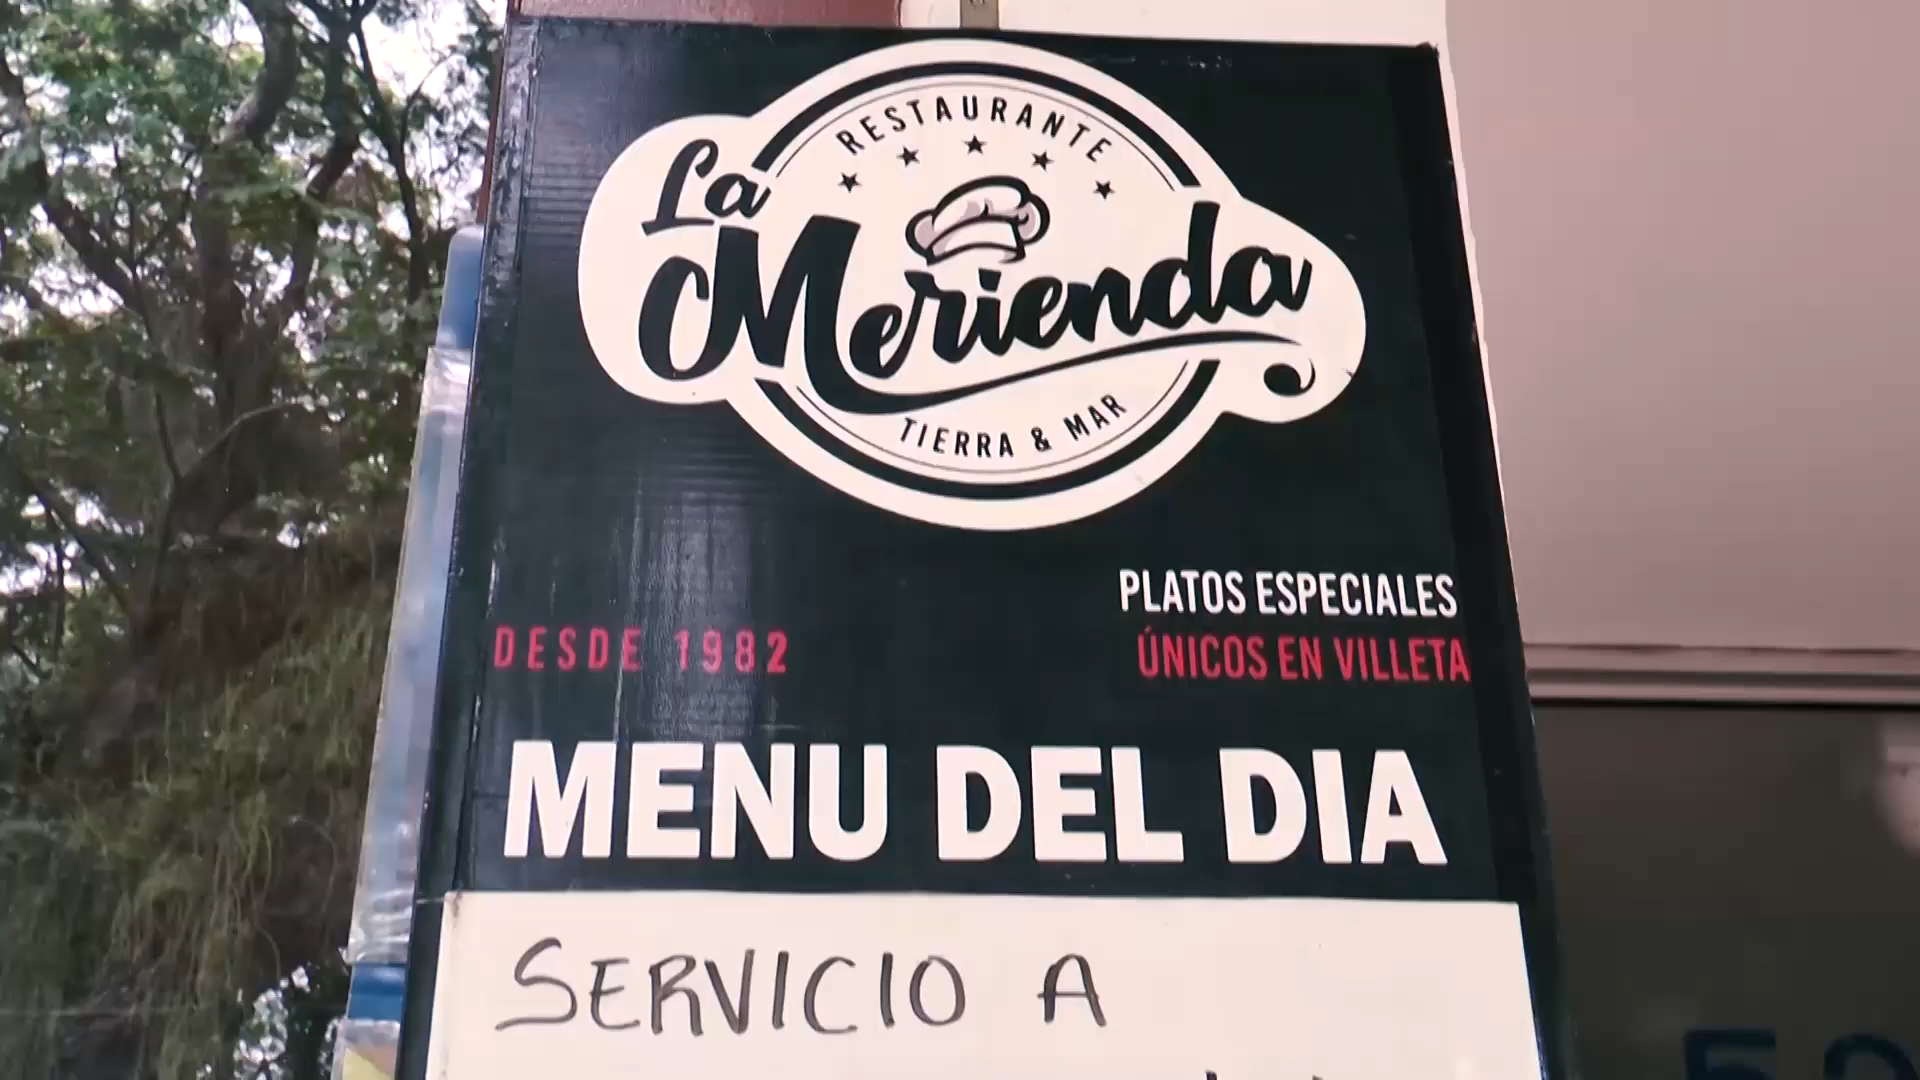 RESTAURANTE
La
Merienda
TIERRA & MAR
PLATOS ESPECIALES
DESDE 1982
ÚNICOS EN VILLETA
MENU DEL DIA
SERVICIO A